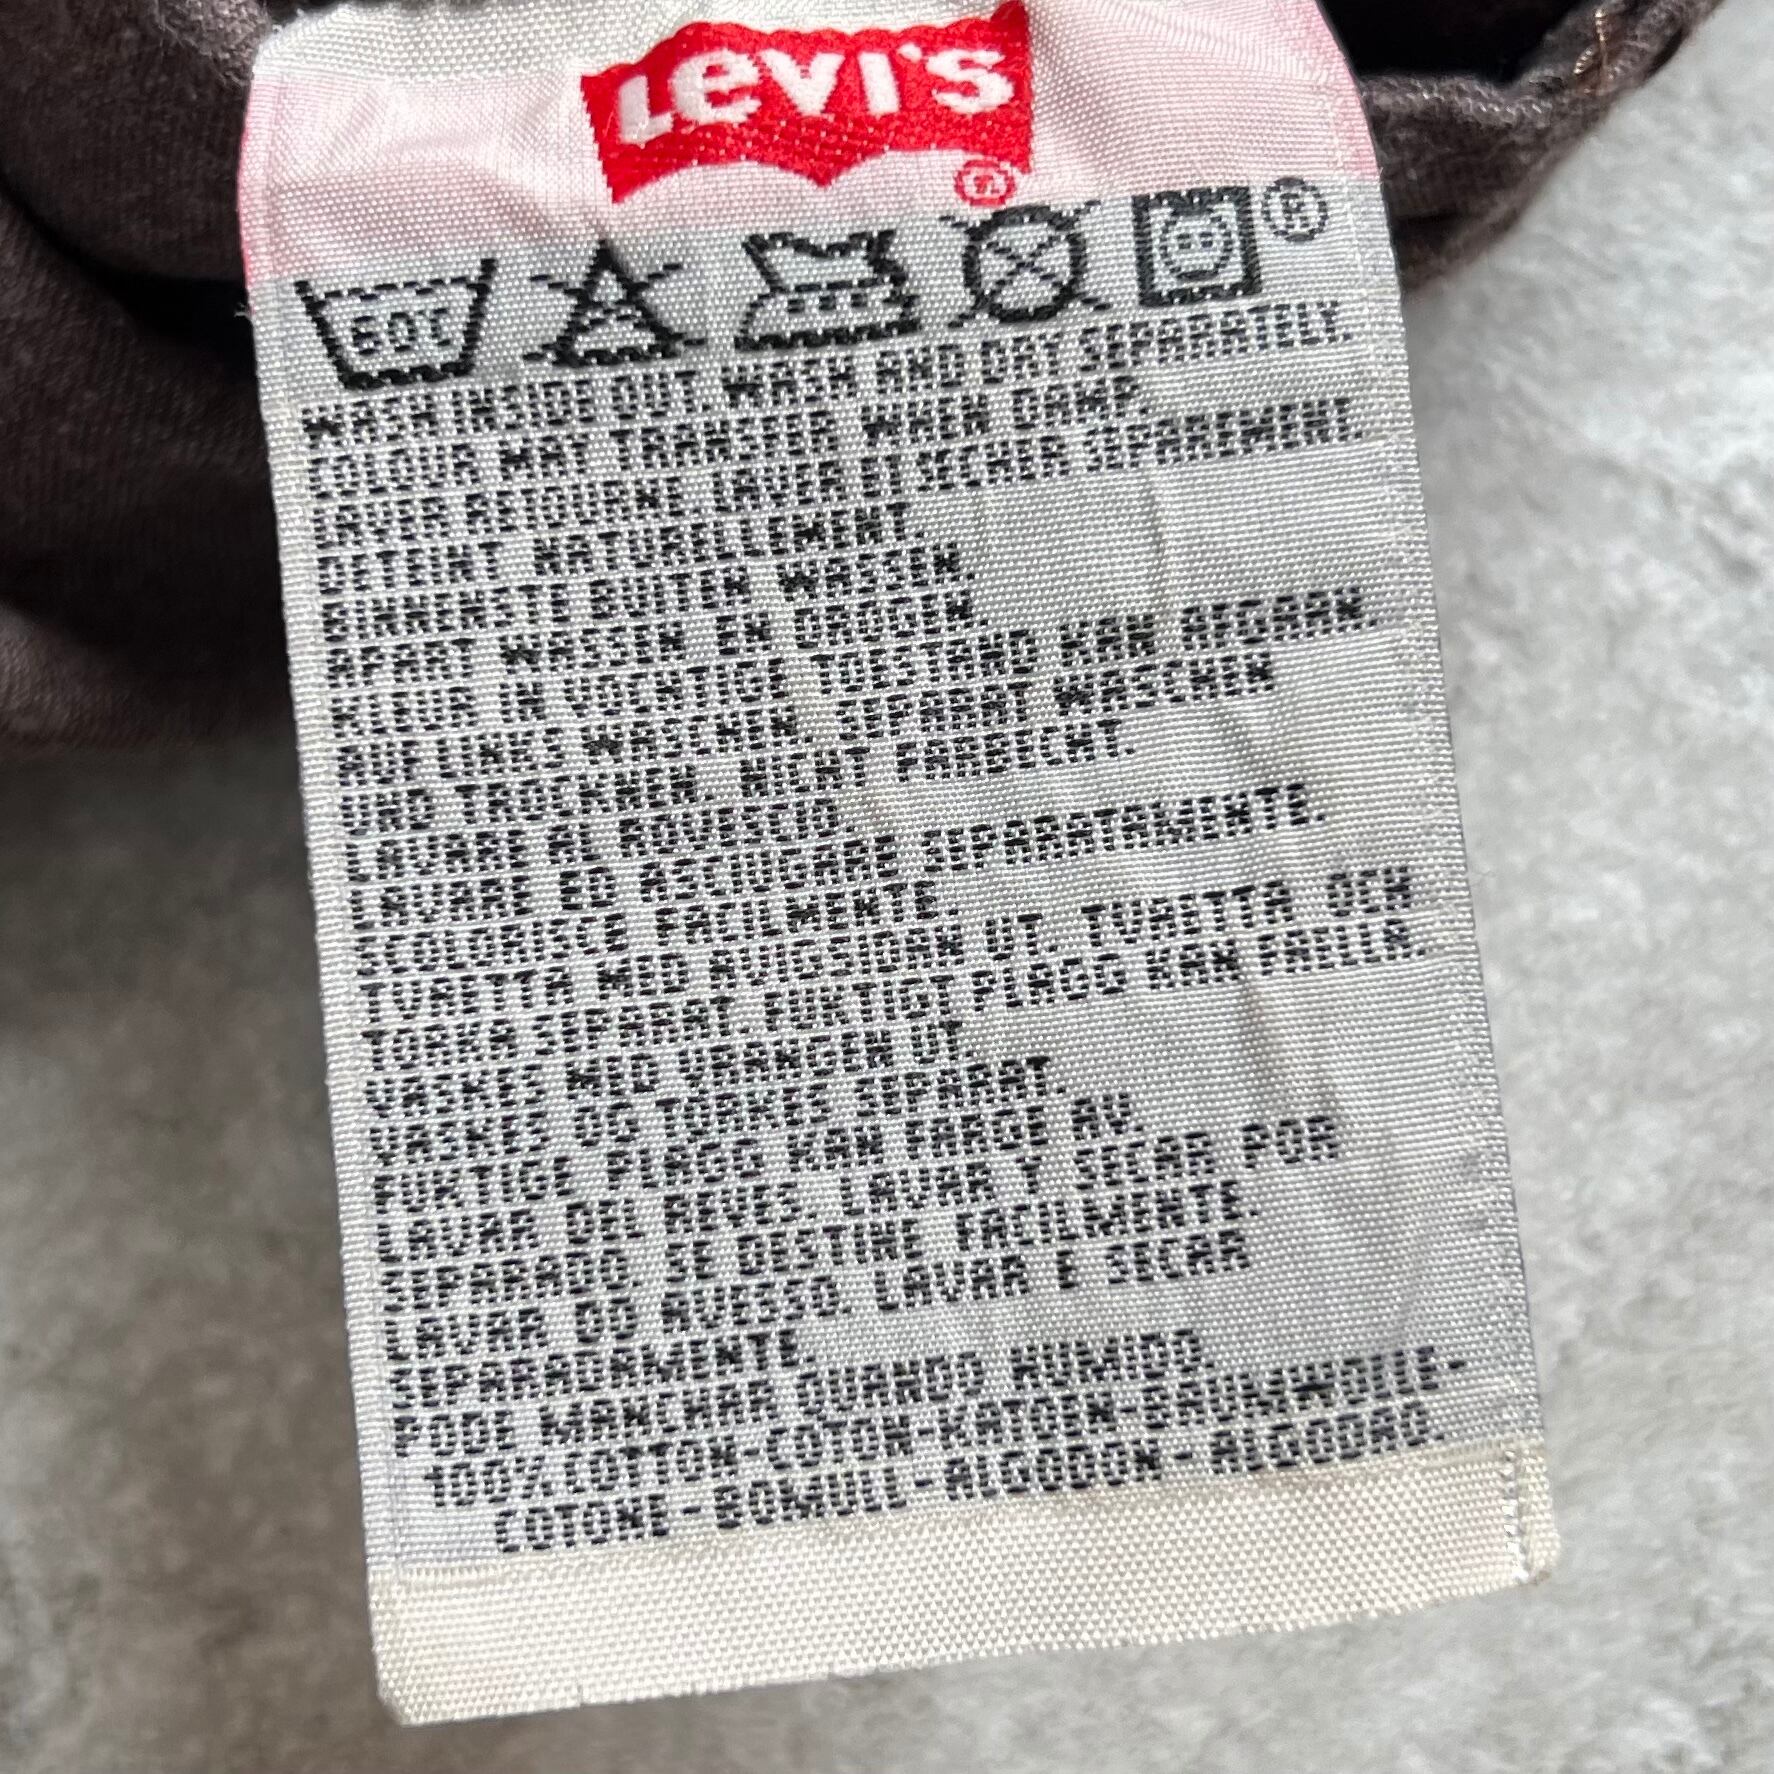 LEVI'S
®
60C
®
WASH INSIDE OUT. WASH AND DRY SEPARATELY.
COLOUR MAY TRANSFER WHEN DAMP.
LAVER RETOURNE. LAVER ET SECHER SEPAREMENT.
DETEINT NATURELLEMENT.
BINNENSTE BUITEN WASSEN.
APART WASSEN EN DROGEN.
KLEUR IN VOCHTIGE TOESTAND KAN AFGAAN.
AUF LINKS WASCHEN. SEPARAT WASCHEN
UND TROCKNEN. NICHT FARBECHT.
LAVARE AL ROVESCIO.
LAVARE ED ASCIUGARE SEPARATAMENTE.
SCOLORISCE FACILMENTE.
TVAETTA MED AVIGSIDAN UT. TVAETTA OCH
TORKA SEPARAT. FUKTIGT PLAGG KAN FAELLA.
VASKES MED VRANGEN UT.
VASKES OG TORKES SEPARAT.
FUKTIGE PLAGG KAN FARGE AV.
LAVAR DEL REVES. LAVAR Y SECAR POR
SEPARADO. SE DESTINE FACILMENTE.
LAVAR DO AVESSO. LAVAR E SECAR
SEPARADAMENTE.
PODE MANCHAR QUANDO HUMIDO.
100% COTTON-COTON-KATOEN-BAUMWOLLE-
COTONE-BOMULL-ALGODON-ALGODAO.